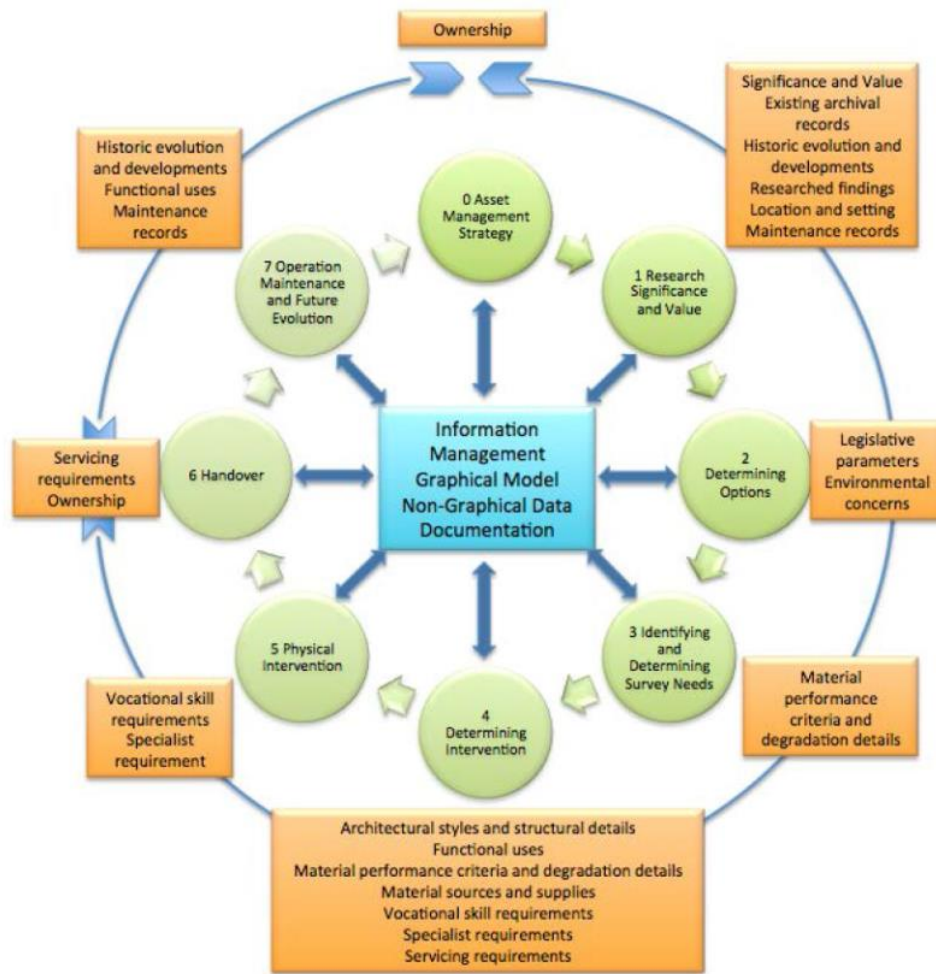 Ownership
Significance and Value
Existing archival
records
Historic evolution and
developments
Researched findings
Location and setting
Maintenance records
Historic evolution
and developments
Functional uses
Maintenance
records
0 Asset
Management
Strategy
7 Operation
Maintenance
and Future
Evolution
1 Research
Significance
and Value
Servicing
requirements
Ownership
6 Handover
Information
Management
Graphical Model
Non-Graphical Data
Documentation
2
Determining
Options
Legislative
parameters
Environmental
concerns
5 Physical
Intervention
3 Identifying
and
Determining
Survey Needs
4
Determining
Intervention
Vocational skill
requirements
Specialist
requirement
Material
performance
criteria and
degradation details
Architectural styles and structural details
Functional uses
Material performance criteria and degradation details
Material sources and supplies
Vocational skill requirements
Specialist requirements
Servicing requirements